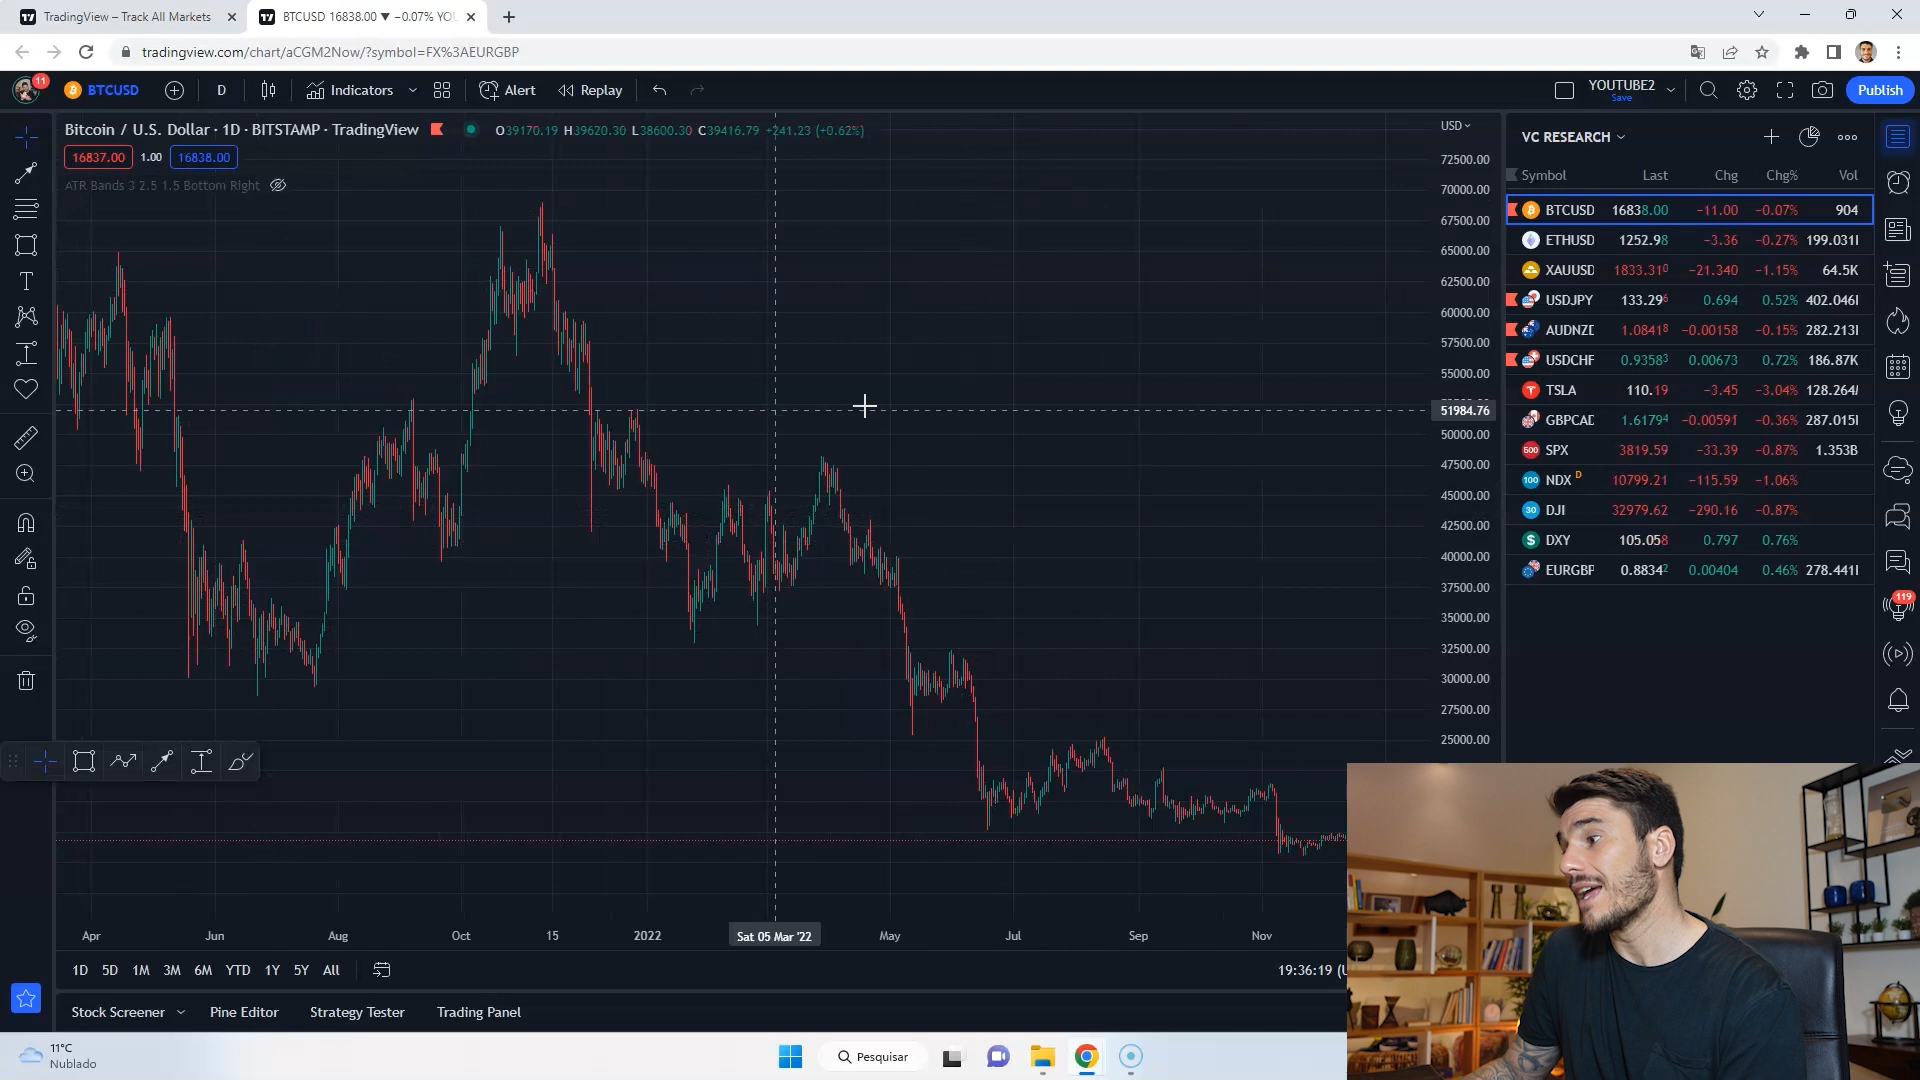 TradingView – Track All Markets
BTCUSD 16838.00 ▼ −0.07% YOU
tradingview.com/chart/aCGM2Now/?symbol=FX%3AEURGBP
11
BTCUSD
D
Indicators
Alert
Replay
YOUTUBE2
Save
Publish
Bitcoin / U.S. Dollar · 1D · BITSTAMP · TradingView
O39170.19 H39620.30 L38600.30 C39416.79 +241.23 (+0.62%)
16837.00 1.00 16838.00
ATR Bands 3 2.5 1.5 Bottom Right
USD
72500.00
70000.00
67500.00
65000.00
62500.00
60000.00
57500.00
55000.00
51984.76
50000.00
47500.00
45000.00
42500.00
40000.00
37500.00
35000.00
32500.00
30000.00
27500.00
25000.00
VC RESEARCH
Symbol Last Chg Chg% Vol
BTCUSD 16838.00 −11.00 −0.07% 904
ETHUSD 1252.98 −3.36 −0.27% 199.031
XAUUSD 1833.310 −21.340 −1.15% 64.5K
USDJPY 133.296 0.694 0.52% 402.046
AUDNZD 1.08418 −0.00158 −0.15% 282.213
USDCHF 0.93583 0.00673 0.72% 186.87K
TSLA 110.19 −3.45 −3.04% 128.264
GBPCAD 1.61794 −0.00591 −0.36% 287.015
500 SPX 3819.59 −33.39 −0.87% 1.353B
100 NDX D 10799.21 −115.59 −1.06%
30 DJI 32979.62 −290.16 −0.87%
$ DXY 105.058 0.797 0.76%
EURGBP 0.88342 0.00404 0.46% 278.441
119
Apr Jun Aug Oct 15 2022 Sat 05 Mar '22 May Jul Sep Nov
1D 5D 1M 3M 6M YTD 1Y 5Y All
19:36:19 (U
Stock Screener Pine Editor Strategy Tester Trading Panel
11°C
Nublado
Pesquisar